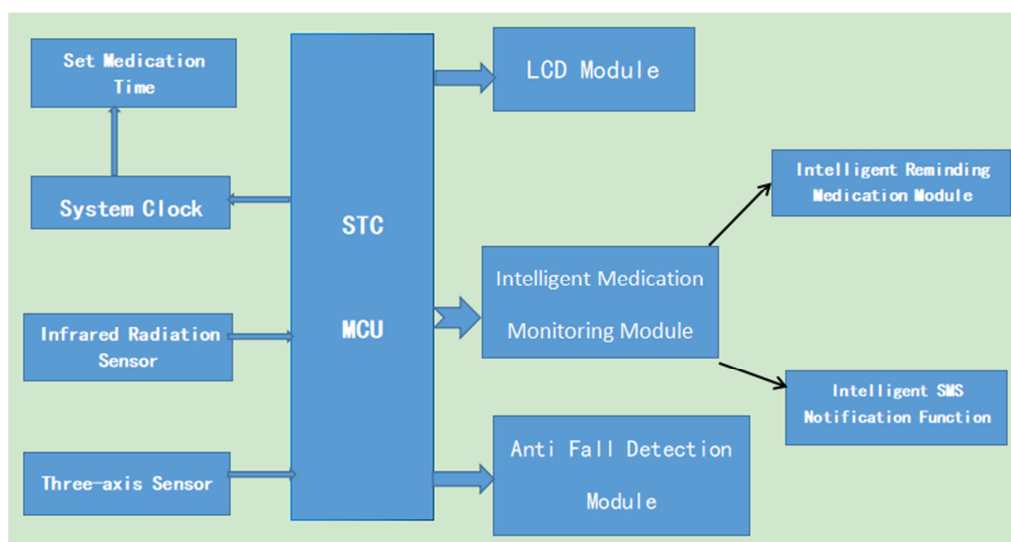 Set Medication
Time
System Clock
Infrared Radiation
Sensor
Three-axis Sensor
STC
MCU
LCD Module
Intelligent Medication
Monitoring Module
Anti Fall Detection
Module
Intelligent Reminding
Medication Module
Intelligent SMS
Notification Function